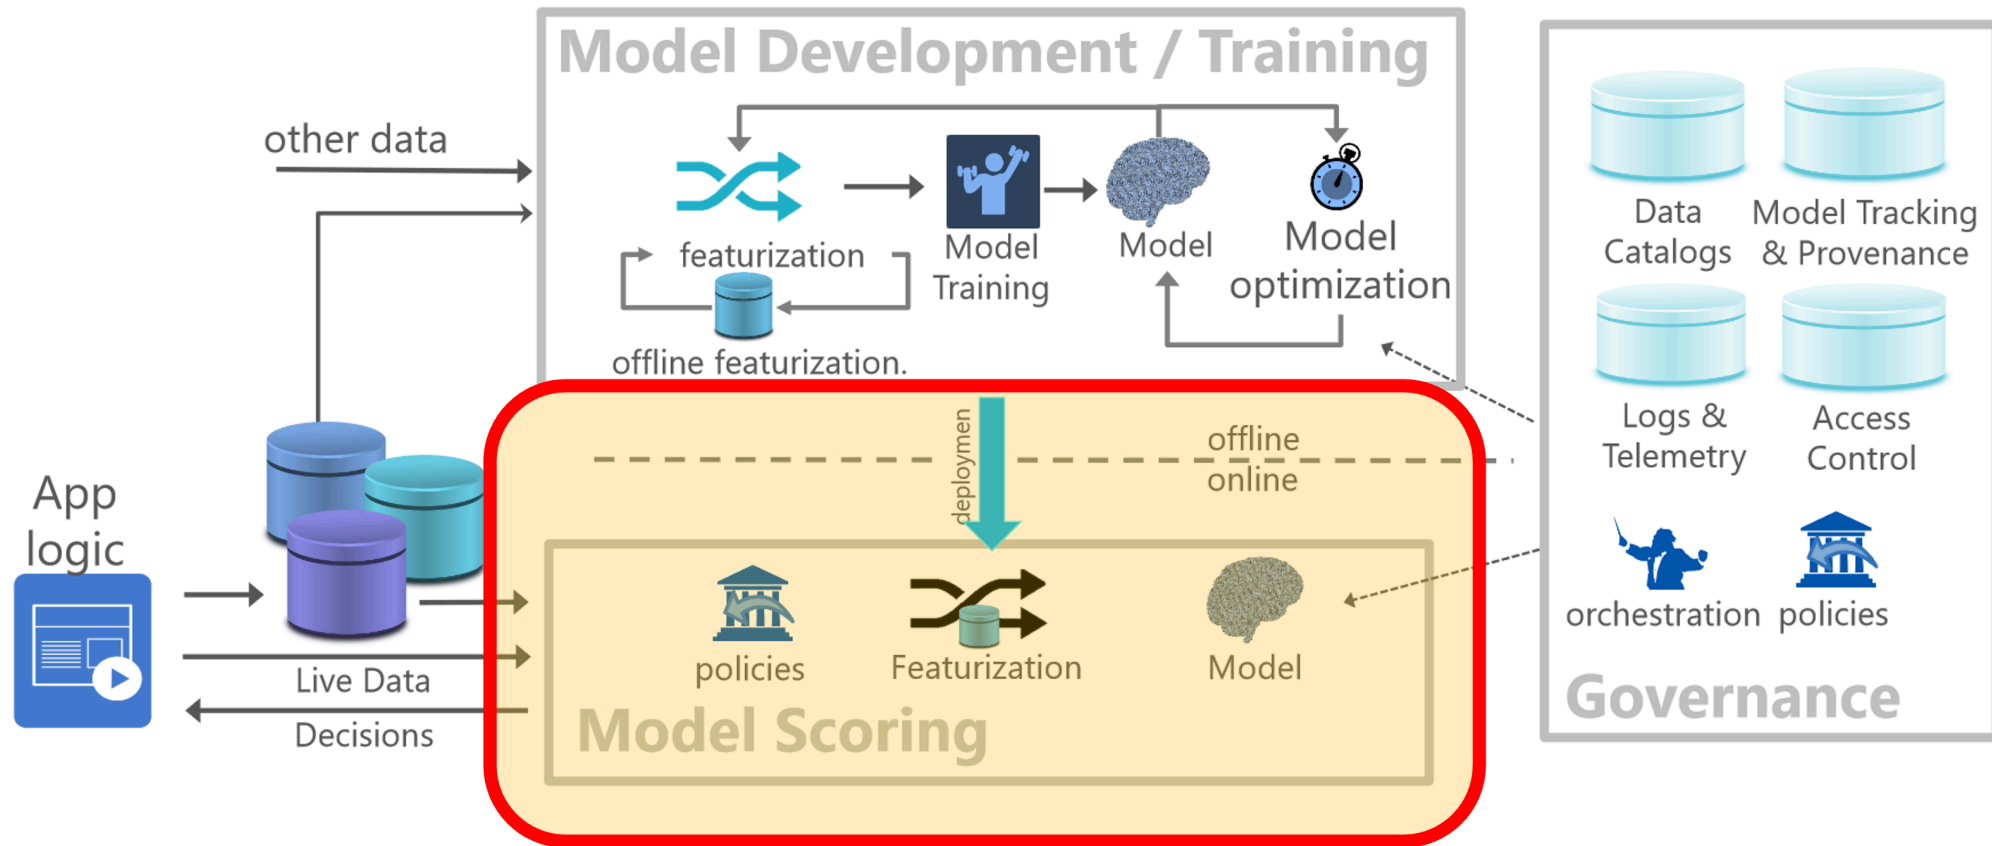 Model Development / Training
other data
featurization
Model
Training
Model
Model
optimization
offline featurization.
deploymen
offline
online
App
logic
Live Data
Decisions
policies
Featurization
Model
Model Scoring
Data
Catalogs
Model Tracking
& Provenance
Logs &
Telemetry
Access
Control
orchestration
policies
Governance